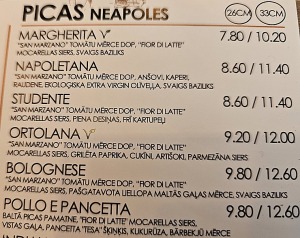 PICAS NEAPOLES 26CM 33CM
MARGHERITA V 7.80 / 10.20
"SAN MARZANO" TOMĀTU MĒRCE DOP, "FIOR DI LATTE"
MOCARELLAS SIERS, SVAIGS BAZILIKS
NAPOLETANA 8.60 / 11.40
"SAN MARZANO" TOMĀTU MĒRCE DOP, ANŠOVI, KAPERI,
RAUDENE, EKOLOĢISKA EXTRA VIRGIN OLĪVEĻĻA, SVAIGS BAZILIKS
STUDENTE 8.60 / 11.40
"SAN MARZANO" TOMĀTU MĒRCE DOP, "FIOR DI LATTE"
MOCARELLAS SIERS, PIENA DESIŅAS, FRĪ KARTUPEĻI
ORTOLANA V 9.20 / 12.00
"SAN MARZANO" TOMĀTU MĒRCE DOP, "FIOR DI LATTE"
MOCARELLAS SIERS, GRILĒTA PAPRIKA, CUKĪNI, ARTIŠOKI, PARMEZĀNA SIERS
BOLOGNESE 9.80 / 12.60
"SAN MARZANO" TOMĀTU MĒRCE DOP, "FIOR DI LATTE"
MOCARELLAS SIERS, PAŠGATAVOTA LIELLOPA MALTĀS GAĻAS MĒRCE, SVAIGS BAZILIKS
POLLO E PANCETTA 9.80 / 12.60
BALTĀ PICAS PAMATNE, "FIOR DI LATTE" MOCARELLAS SIERS,
VISTAS GAĻA, PANCETTA "TESA" ŠĶIŅĶIS, KUKURŪZA, BĀRBEKJŪ MĒRCE